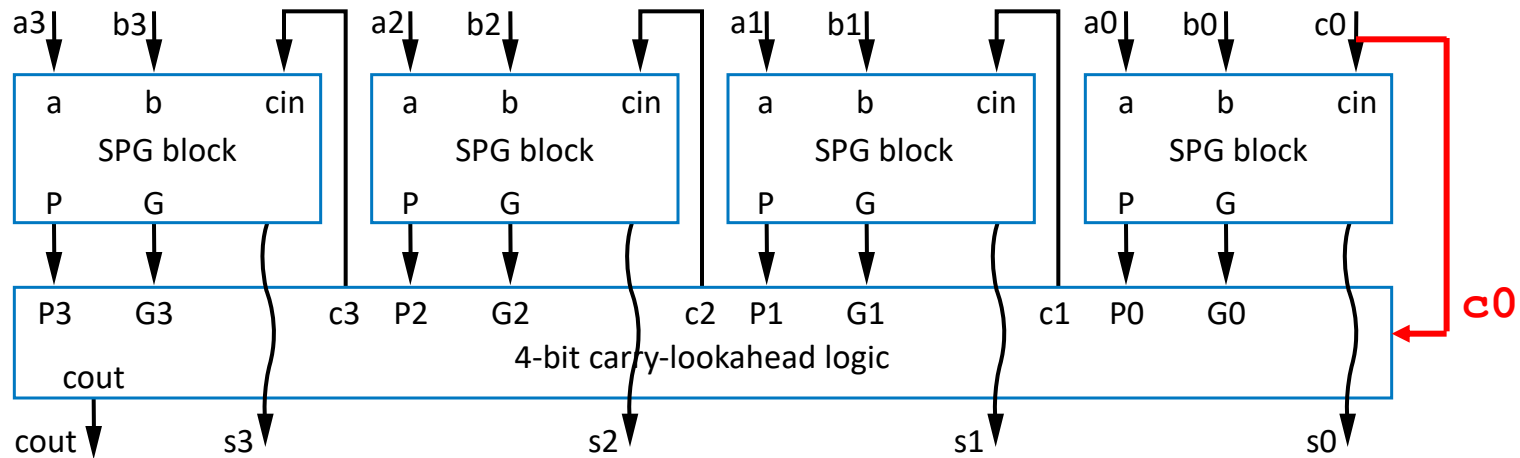 a3 b3 a2 b2 a1 b1 a0 b0 c0
a b cin a b cin a b cin a b cin
SPG block SPG block SPG block SPG block
P G P G P G P G
c0
P3 G3 c3 P2 G2 c2 P1 G1 c1 P0 G0
4-bit carry-lookahead logic
cout
cout s3 s2 s1 s0